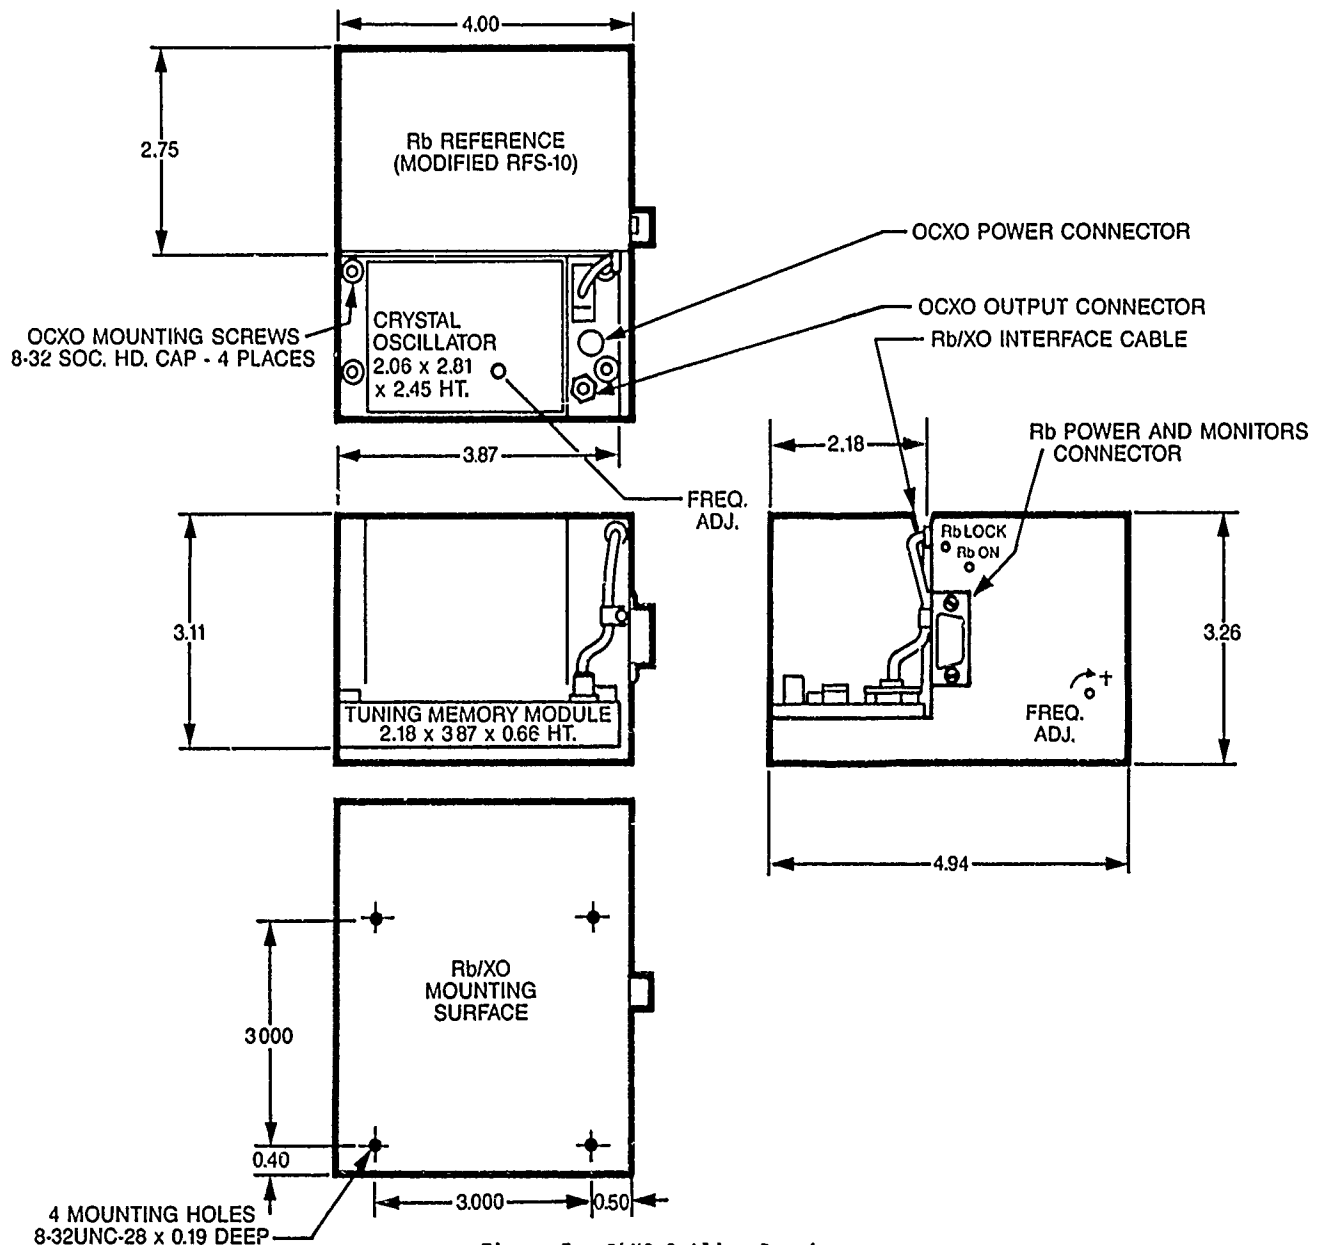 4.00
2.75
Rb REFERENCE
(MODIFIED RFS-10)
OCXO POWER CONNECTOR
OCXO OUTPUT CONNECTOR
Rb/XO INTERFACE CABLE
OCXO MOUNTING SCREWS
8-32 SOC. HD. CAP - 4 PLACES
CRYSTAL
OSCILLATOR
2.06 x 2.81
x 2.45 HT.
3.87
FREQ.
ADJ.
2.18
Rb POWER AND MONITORS
CONNECTOR
3.11
TUNING MEMORY MODULE
2.18 x 3 87 x 0.66 HT.
Rb LOCK
Rb ON
+
FREQ.
ADJ.
3.26
4.94
Rb/XO
MOUNTING
SURFACE
3 000
0.40
3.000
0.50
4 MOUNTING HOLES
8-32UNC-28 x 0.19 DEEP